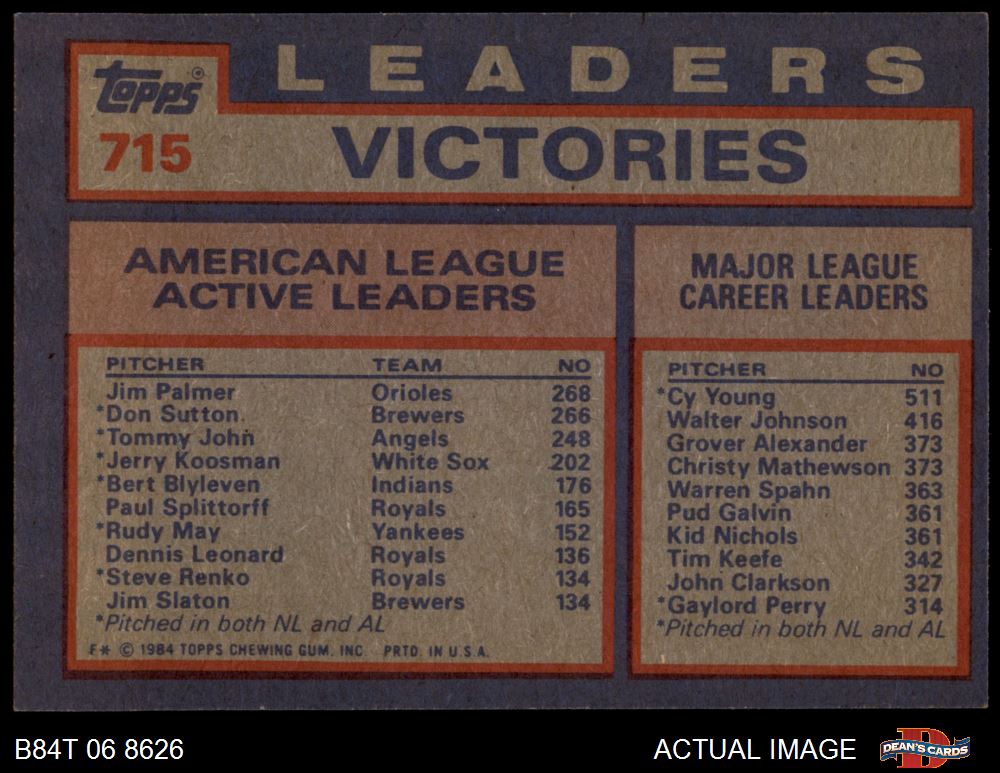 Topps
715
LEADERS
VICTORIES
AMERICAN LEAGUE
ACTIVE LEADERS
PITCHER TEAM NO
Jim Palmer Orioles 268
*Don Sutton. Brewers 266
*Tommy John Angels 248
*Jerry Koosman White Sox 202
*Bert Blyleven Indians 176
Paul Splittorff Royals 165
*Rudy May Yankees 152
Dennis Leonard Royals 136
*Steve Renko Royals 134
Jim Slaton Brewers 134
*Pitched in both NL and AL
F* © 1984 TOPPS CHEWING GUM, INC. PRTD. IN U.S.A.
MAJOR LEAGUE
CAREER LEADERS
PITCHER NO
*Cy Young 511
Walter Johnson 416
Grover Alexander 373
Christy Mathewson 373
Warren Spahn 363
Pud Galvin 361
Kid Nichols 361
Tim Keefe 342
John Clarkson 327
*Gaylord Perry 314
*Pitched in both NL and AL
B84T 06 8626
ACTUAL IMAGE
DEAN'S CARDS